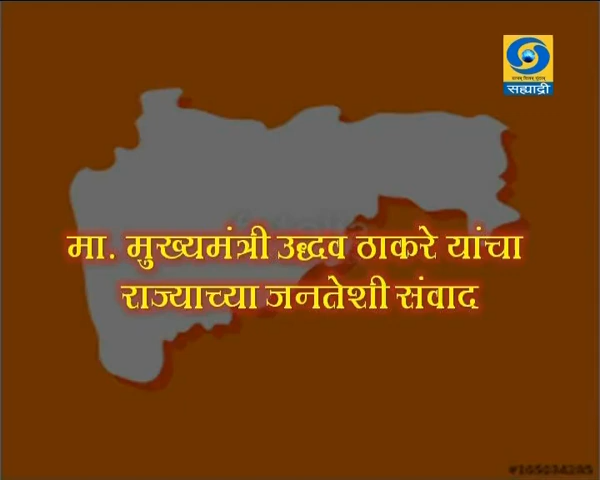 सह्याद्री
मा. मुख्यमंत्री उद्धव ठाकरे यांचा
राज्याच्या जनतेशी संवाद